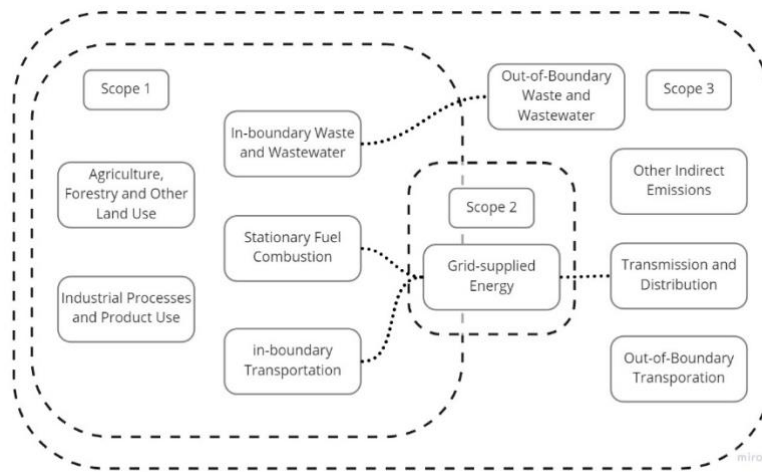 Scope 1
Out-of-Boundary
Waste and
Wastewater
Scope 3
In-boundary Waste
and Wastewater
Agriculture,
Forestry and Other
Land Use
Other Indirect
Emissions
Scope 2
Stationary Fuel
Combustion
Grid-supplied
Energy
Transmission and
Distribution
Industrial Processes
and Product Use
in-boundary
Transportation
Out-of-Boundary
Transporation
miro